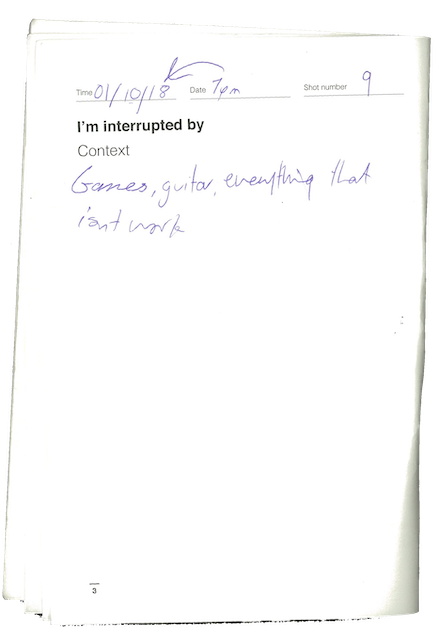 Time 01/10/18 Date 7pm Shot number 9
I'm interrupted by
Context
Games, guitar, everything that
isnt work
3